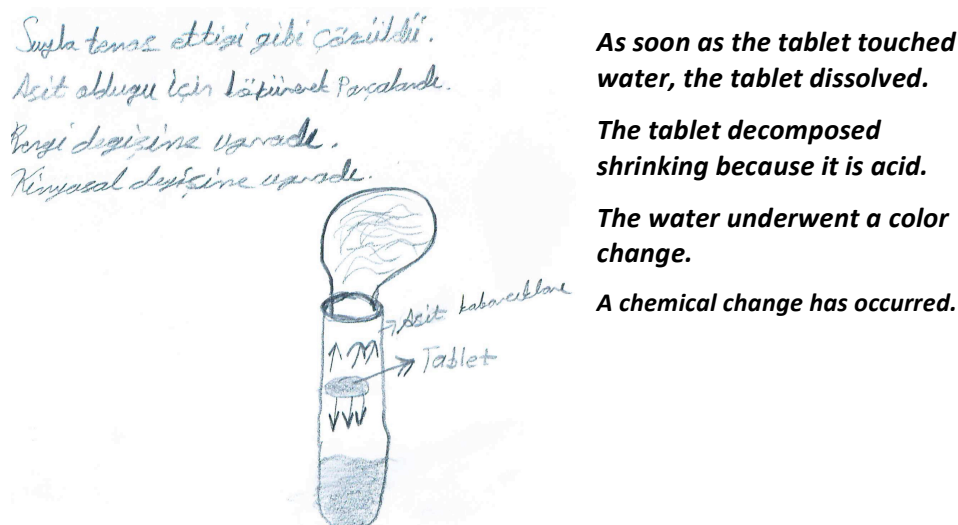 Suyla temas ettiği gibi çözüldü.
Asit olduğu için köpürerek Parçalandı.
Rengi değişime uğradı.
Kimyasal değişime uğradı.
Asit kabarcıkları
Tablet
As soon as the tablet touched
water, the tablet dissolved.
The tablet decomposed
shrinking because it is acid.
The water underwent a color
change.
A chemical change has occurred.